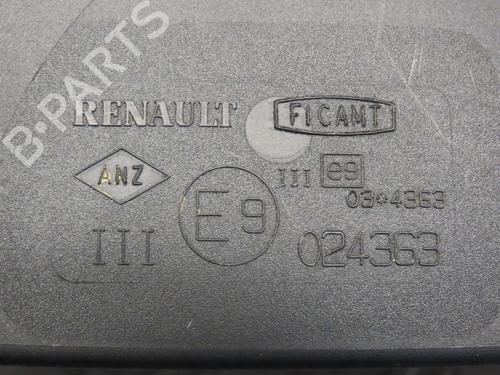 B-PARTS
RENAULT FICAMT
ANZ III e9
03*4363
III E9 024363